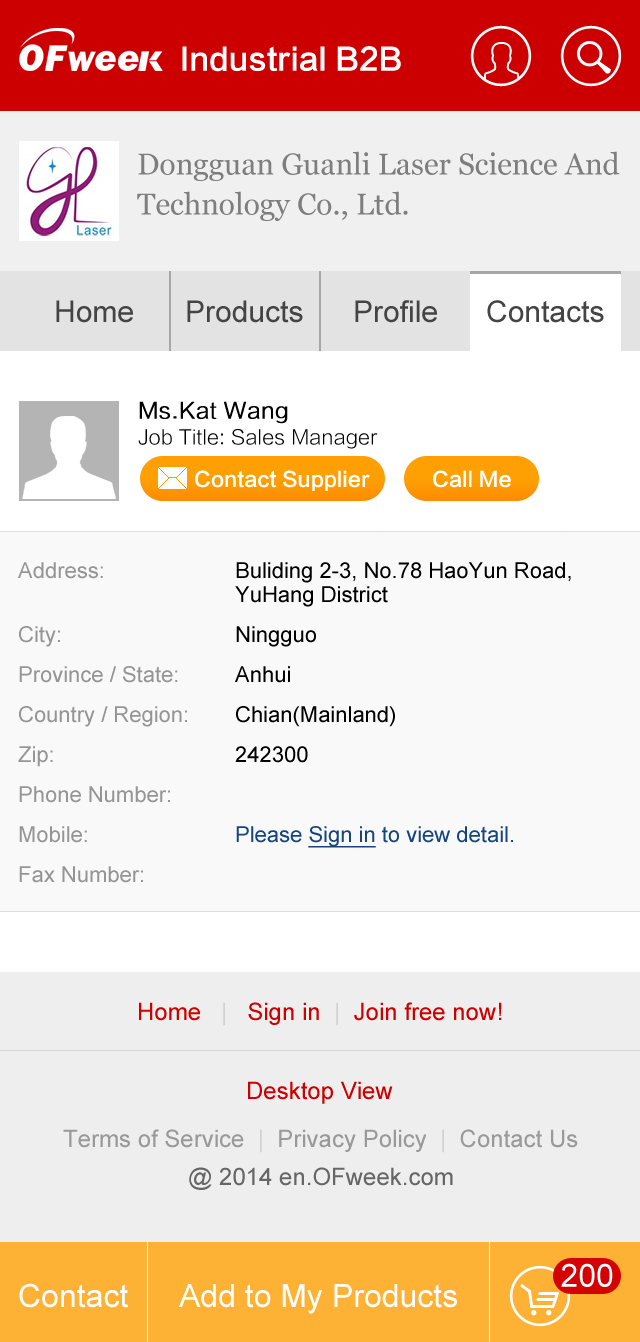 OFweek Industrial B2B
Dongguan Guanli Laser Science And
Technology Co., Ltd.
Laser
Home Products Profile Contacts
Ms.Kat Wang
Job Title: Sales Manager
Contact Supplier Call Me
Address: Buliding 2-3, No.78 HaoYun Road,
YuHang District
City: Ningguo
Province / State: Anhui
Country / Region: Chian(Mainland)
Zip: 242300
Phone Number:
Mobile: Please Sign in to view detail.
Fax Number:
Home | Sign in | Join free now!
Desktop View
Terms of Service | Privacy Policy | Contact Us
@ 2014 en.OFweek.com
Contact Add to My Products 200